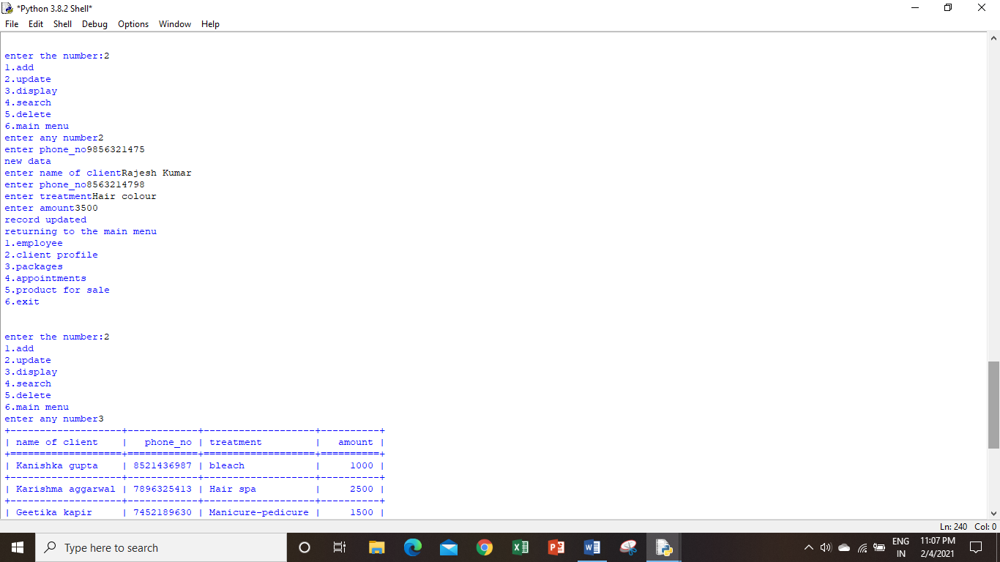 *Python 3.8.2 Shell*
File Edit Shell Debug Options Window Help
enter the number:2
1.add
2.update
3.display
4.search
5.delete
6.main menu
enter any number2
enter phone_no9856321475
new data
enter name of clientRajesh Kumar
enter phone_no8563214798
enter treatmentHair colour
enter amount3500
record updated
returning to the main menu
1.employee
2.client profile
3.packages
4.appointments
5.product for sale
6.exit
enter the number:2
1.add
2.update
3.display
4.search
5.delete
6.main menu
enter any number3
+-------------------+------------+-------------------+----------+
| name of client    |   phone_no | treatment         |   amount |
+===================+============+===================+==========+
| Kanishka gupta    | 8521436987 | bleach            |     1000 |
+-------------------+------------+-------------------+----------+
| Karishma aggarwal | 7896325413 | Hair spa          |     2500 |
+-------------------+------------+-------------------+----------+
| Geetika kapir     | 7452189630 | Manicure-pedicure |     1500 |
Ln: 240 Col: 0
Type here to search
ENG
IN
11:07 PM
2/4/2021